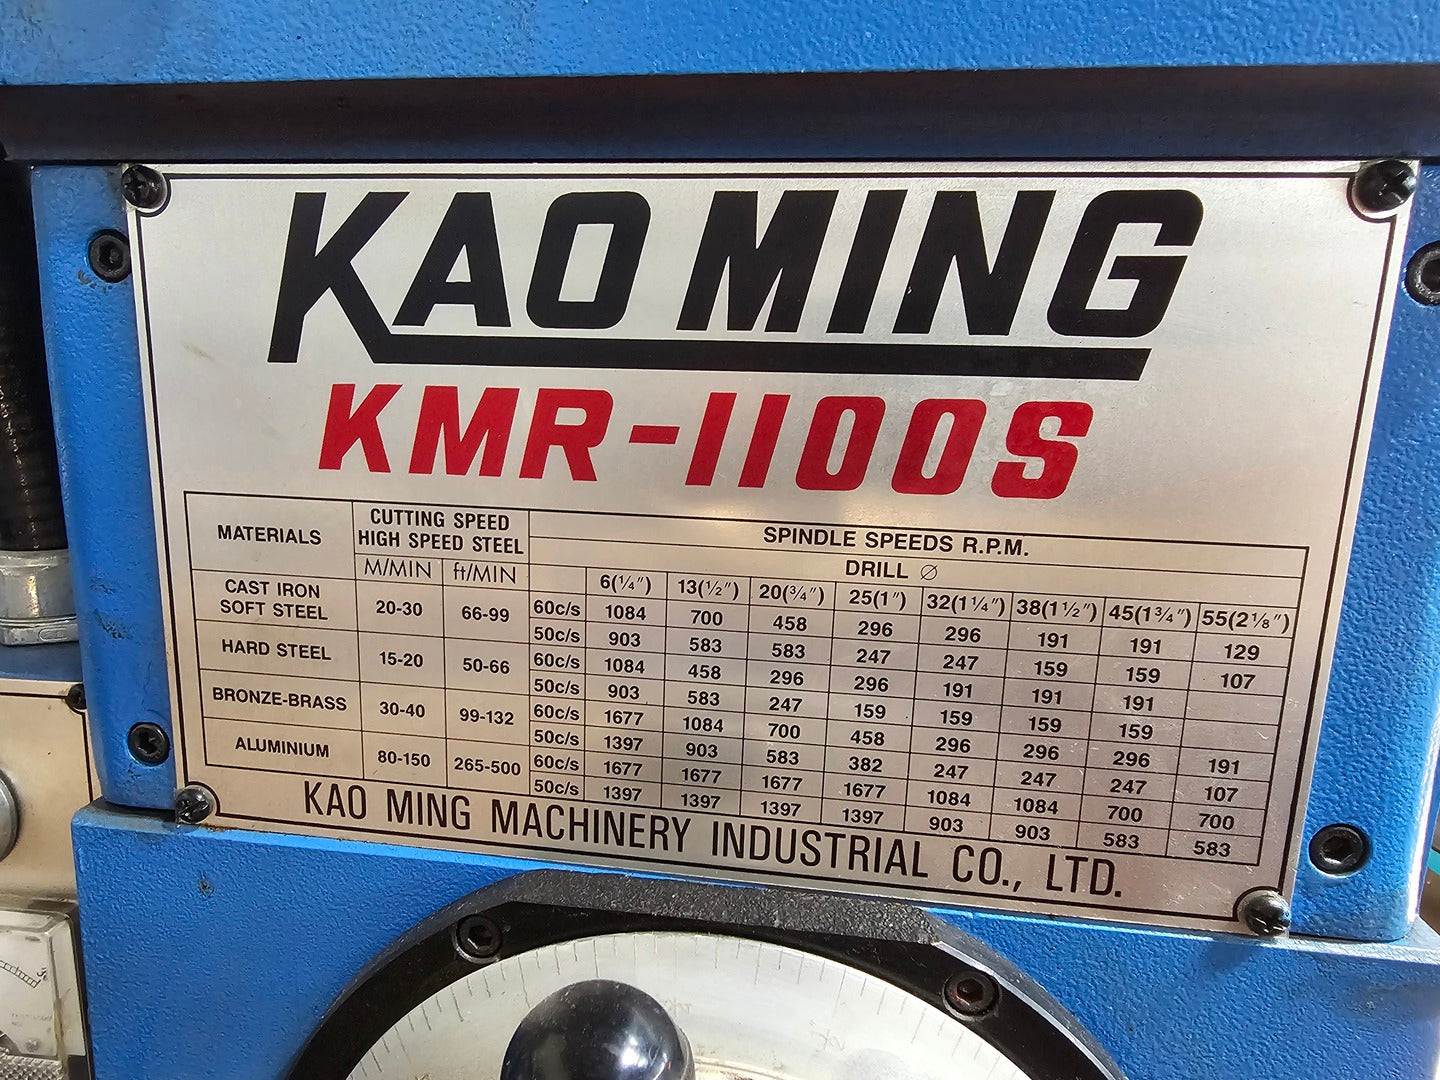 KAO MING
KMR-1100S
MATERIALS CUTTING SPEED HIGH SPEED STEEL SPINDLE SPEEDS R.P.M.
M/MIN ft/MIN DRILL ∅
6(¼″) 13(½″) 20(¾″) 25(1″) 32(1¼″) 38(1½″) 45(1¾″) 55(2⅛″)
CAST IRON SOFT STEEL 20-30 66-99 60c/s 1084 700 458 296 296 191 191 129
50c/s 903 583 583 247 247 159 159 107
HARD STEEL 15-20 50-66 60c/s 1084 458 296 296 191 191 191
50c/s 903 583 247 159 159 159 159
BRONZE-BRASS 30-40 99-132 60c/s 1677 1084 700 458 296 296 296 191
50c/s 1397 903 583 382 247 247 247 107
ALUMINIUM 80-150 265-500 60c/s 1677 1677 1677 1677 1084 1084 700 700
50c/s 1397 1397 1397 1397 903 903 583 583
KAO MING MACHINERY INDUSTRIAL CO., LTD.